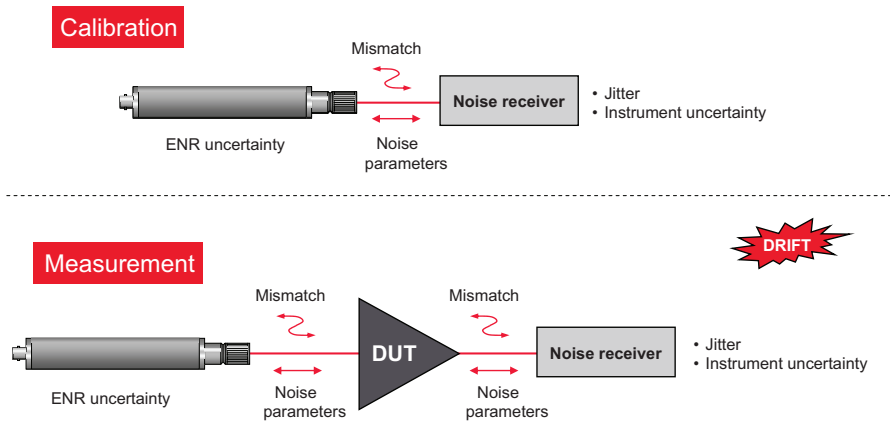 Calibration
Mismatch
Noise receiver
• Jitter
• Instrument uncertainty
ENR uncertainty
Noise
parameters
DRIFT
Measurement
Mismatch
Mismatch
DUT
Noise receiver
• Jitter
• Instrument uncertainty
ENR uncertainty
Noise
parameters
Noise
parameters